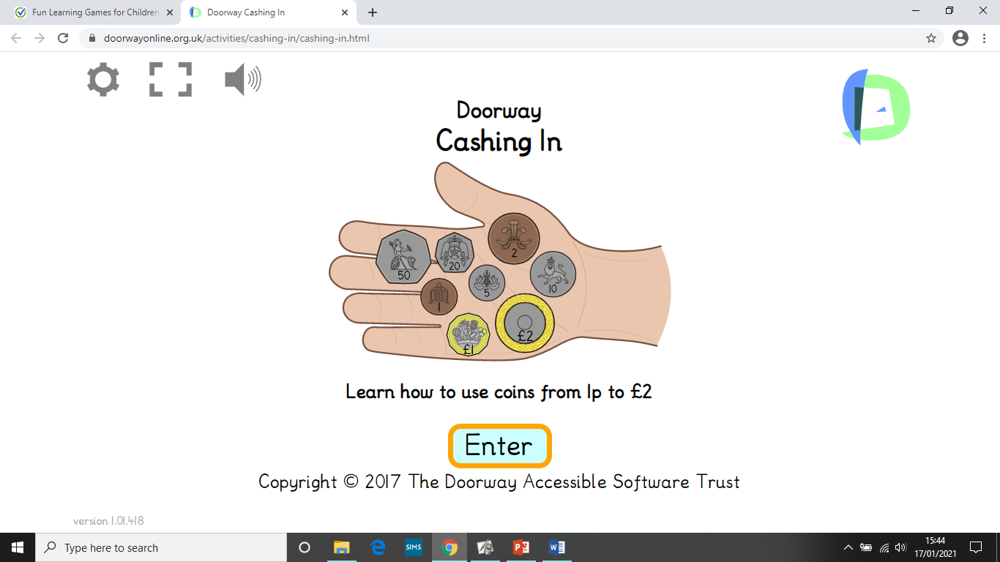 Fun Learning Games for Children
Doorway Cashing In
doorwayonline.org.uk/activities/cashing-in/cashing-in.html
Doorway
Cashing In
50
20
2
5
10
1
£1
£2
Learn how to use coins from 1p to £2
Enter
Copyright © 2017 The Doorway Accessible Software Trust
version 1.01.418
Type here to search
SIMS
15:44
17/01/2021